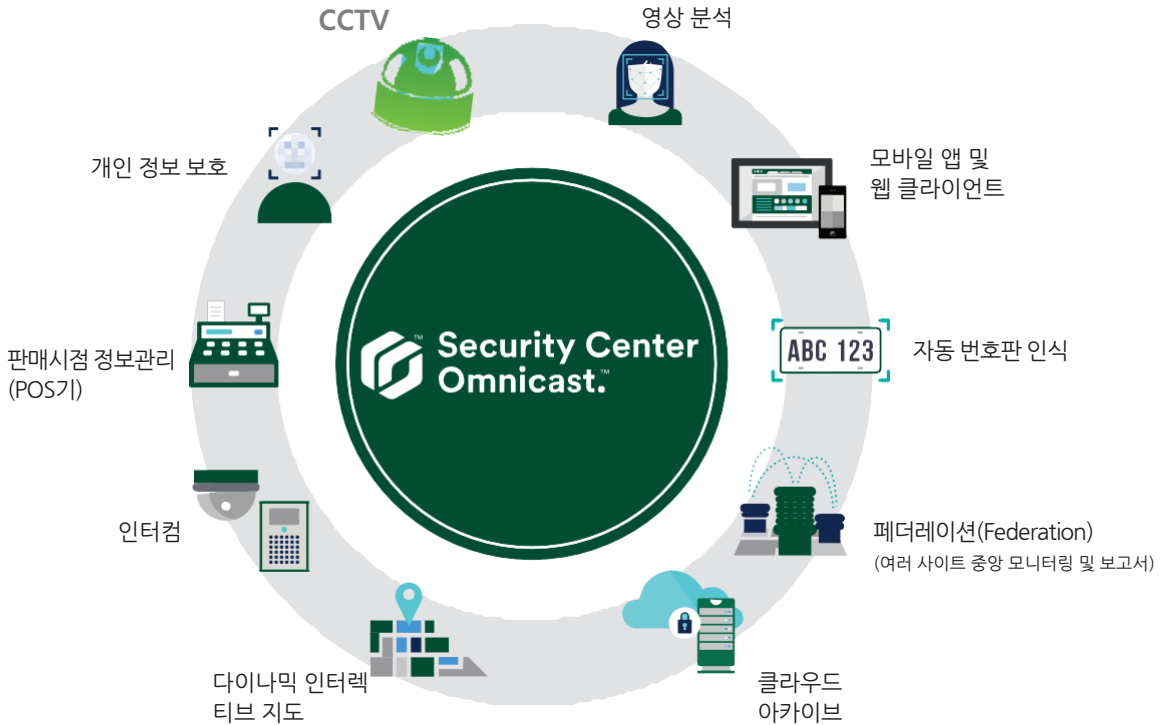 CCTV
영상 분석
개인 정보 보호
모바일 앱 및
웹 클라이언트
™ Security Center
Omnicast.™
판매시점 정보관리
(POS기)
ABC 123
자동 번호판 인식
인터컴
페더레이션(Federation)
(여러 사이트 중앙 모니터링 및 보고서)
다이나믹 인터렉
티브 지도
클라우드
아카이브